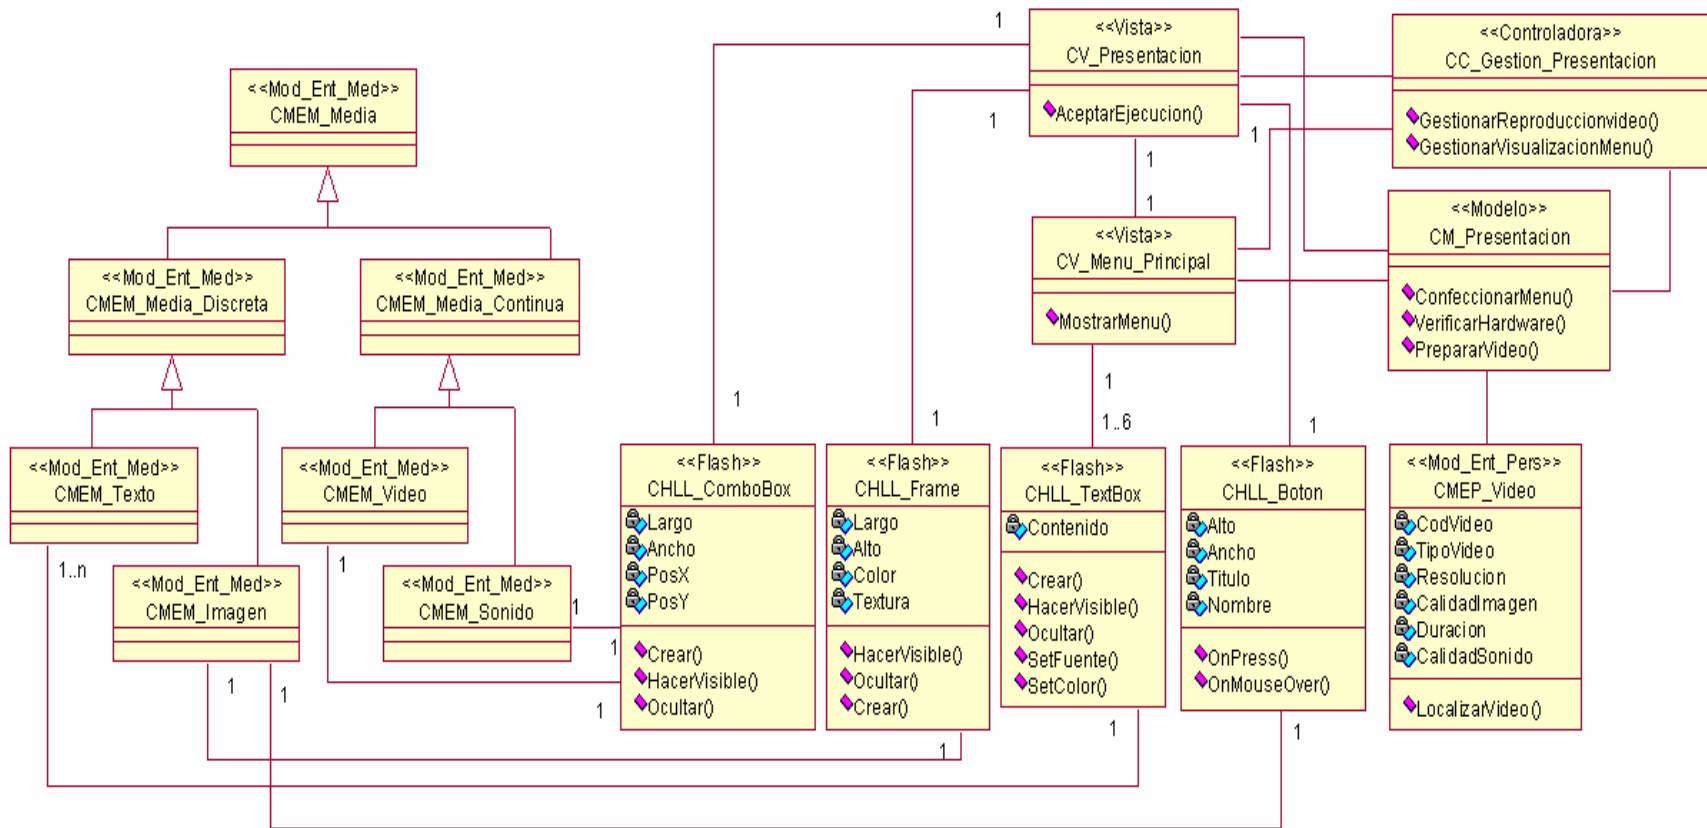 <<Mod_Ent_Med>>
CMEM_Media
<<Mod_Ent_Med>>
CMEM_Media_Discreta
<<Mod_Ent_Med>>
CMEM_Media_Continua
<<Mod_Ent_Med>>
CMEM_Texto
1..n
<<Mod_Ent_Med>>
CMEM_Imagen
1
1
<<Mod_Ent_Med>>
CMEM_Video
1
<<Mod_Ent_Med>>
CMEM_Sonido
1
1
1
<<Vista>>
CV_Presentacion
AceptarEjecucion()
1
1
1
1
<<Controladora>>
CC_Gestion_Presentacion
GestionarReproduccionvideo()
GestionarVisualizacionMenu()
1
<<Vista>>
CV_Menu_Principal
MostrarMenu()
1
1..6
<<Modelo>>
CM_Presentacion
ConfeccionarMenu()
VerificarHardware()
PrepararVideo()
1
<<Flash>>
CHLL_ComboBox
Largo
Ancho
PosX
PosY
Crear()
HacerVisible()
Ocultar()
1
<<Flash>>
CHLL_Frame
Largo
Alto
Color
Textura
HacerVisible()
Ocultar()
Crear()
1
<<Flash>>
CHLL_TextBox
Contenido
Crear()
HacerVisible()
Ocultar()
SetFuente()
SetColor()
1
1
<<Flash>>
CHLL_Boton
Alto
Ancho
Titulo
Nombre
OnPress()
OnMouseOver()
1
<<Mod_Ent_Pers>>
CMEP_Video
CodVideo
TipoVideo
Resolucion
CalidadImagen
Duracion
CalidadSonido
LocalizarVideo()